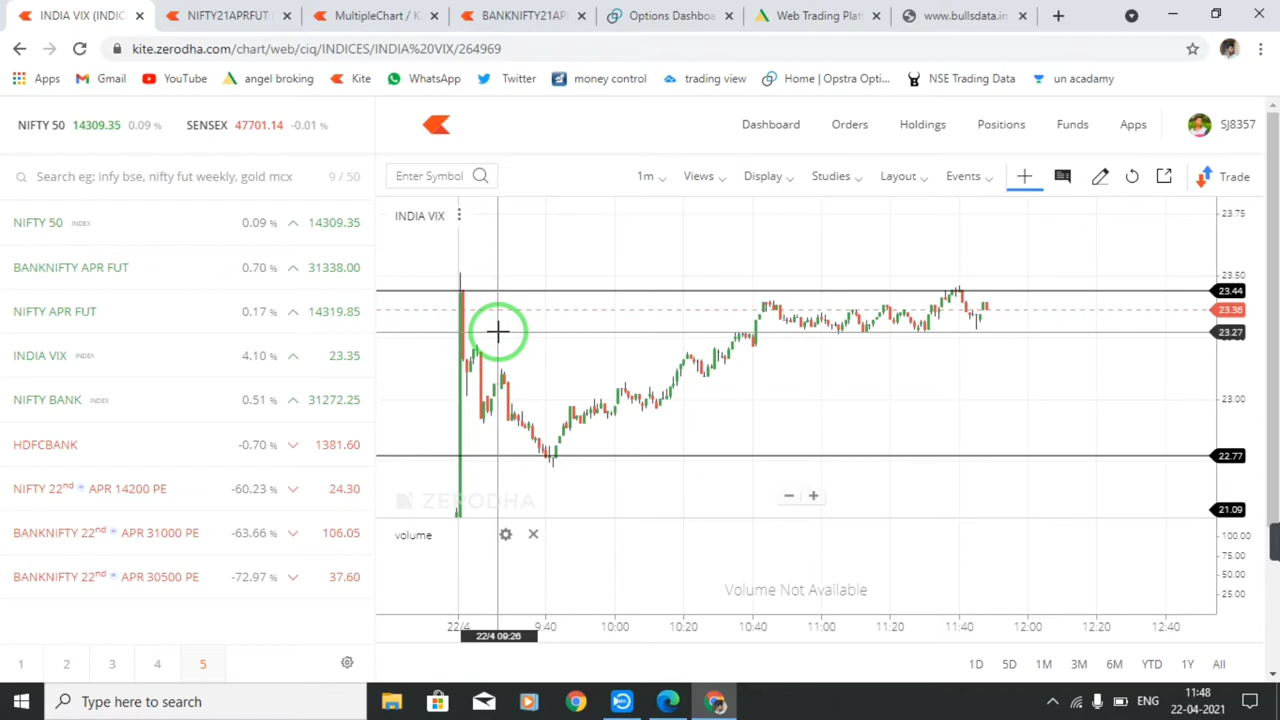 INDIA VIX (INDIC
NIFTY21APRFUT
MultipleChart / K
BANKNIFTY21AP
Options Dashboa
Web Trading Plat
www.bullsdata.in
kite.zerodha.com/chart/web/ciq/INDICES/INDIA%20VIX/264969
Apps
Gmail
YouTube
angel broking
Kite
WhatsApp
Twitter
money control
trading view
Home | Opstra Opti...
NSE Trading Data
un acadamy
NIFTY 50 14309.35 0.09 %
SENSEX 47701.14 -0.01 %
Dashboard
Orders
Holdings
Positions
Funds
Apps
SJ8357
Search eg: infy bse, nifty fut weekly, gold mcx 9 / 50
Enter Symbol
1m
Views
Display
Studies
Layout
Events
Trade
NIFTY 50 INDEX 0.09 % 14309.35
BANKNIFTY APR FUT 0.70 % 31338.00
NIFTY APR FUT 0.17 % 14319.85
INDIA VIX INDEX 4.10 % 23.35
NIFTY BANK INDEX 0.51 % 31272.25
HDFCBANK -0.70 % 1381.60
NIFTY 22nd APR 14200 PE -60.23 % 24.30
BANKNIFTY 22nd APR 31000 PE -63.66 % 106.05
BANKNIFTY 22nd APR 30500 PE -72.97 % 37.60
1 2 3 4 5
INDIA VIX
23.75
23.50
23.44
23.36
23.27
23.00
22.77
21.09
ZERODHA
volume
100.00
75.00
50.00
25.00
Volume Not Available
22/4 9:40 10:00 10:20 10:40 11:00 11:20 11:40 12:00 12:20 12:40
22/4 09:26
1D 5D 1M 3M 6M YTD 1Y All
Type here to search
ENG
11:48
22-04-2021